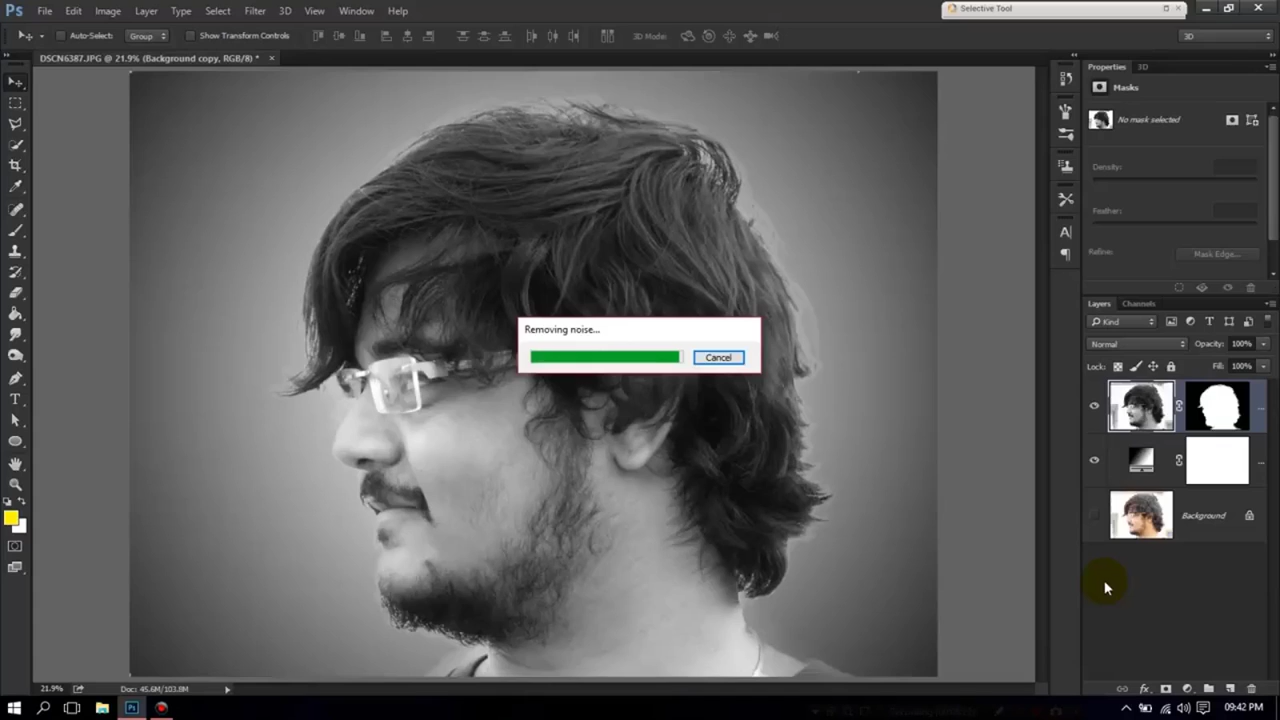 Ps File Edit Image Layer Type Select Filter 3D View Window Help
Selective Tool
Auto-Select: Group Show Transform Controls 3D Mode: 3D
DSCN6387.JPG @ 21.9% (Background copy, RGB/8) *
Properties 3D
Masks
No mask selected
Density:
Feather:
Refine: Mask Edge...
Removing noise...
Cancel
Layers Channels
Kind
Normal Opacity: 100%
Lock: Fill: 100%
Background
21.9% Doc: 45.6M/103.8M
09:42 PM